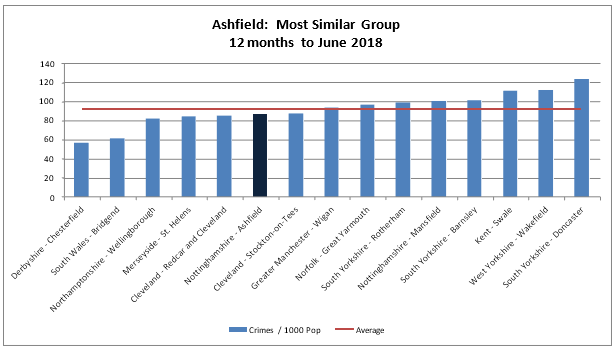 Ashfield: Most Similar Group
12 months to June 2018
140
120
100
80
60
40
20
0
Derbyshire - Chesterfield
South Wales - Bridgend
Northamptonshire - Wellingborough
Merseyside - St. Helens
Cleveland - Redcar and Cleveland
Nottinghamshire - Ashfield
Cleveland - Stockton-on-Tees
Greater Manchester - Wigan
Norfolk - Great Yarmouth
South Yorkshire - Rotherham
Nottinghamshire - Mansfield
South Yorkshire - Barnsley
Kent - Swale
West Yorkshire - Wakefield
South Yorkshire - Doncaster
Crimes / 1000 Pop
Average